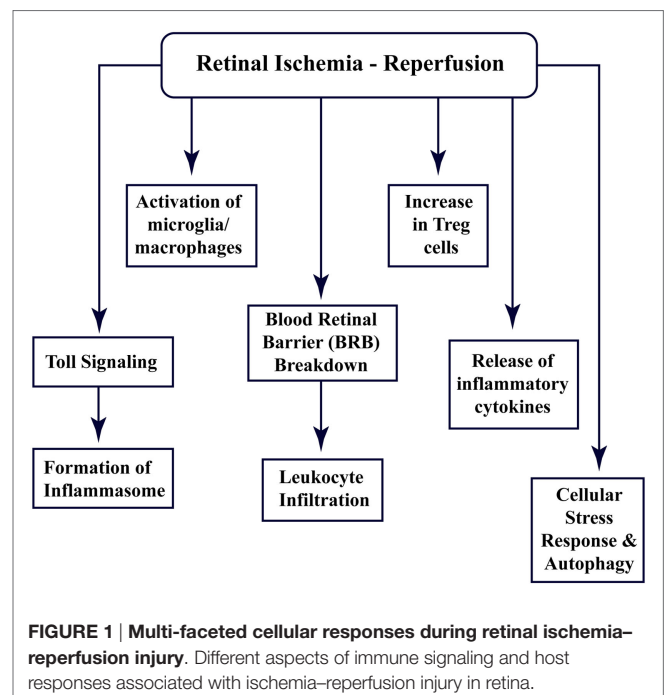 Retinal Ischemia - Reperfusion
Activation of
microglia/
macrophages
Increase
in Treg
cells
Toll Signaling
Blood Retinal
Barrier (BRB)
Breakdown
Release of
inflammatory
cytokines
Formation of
Inflammasome
Leukocyte
Infiltration
Cellular
Stress
Response &
Autophagy
FIGURE 1 | Multi-faceted cellular responses during retinal ischemia–
reperfusion injury. Different aspects of immune signaling and host
responses associated with ischemia–reperfusion injury in retina.